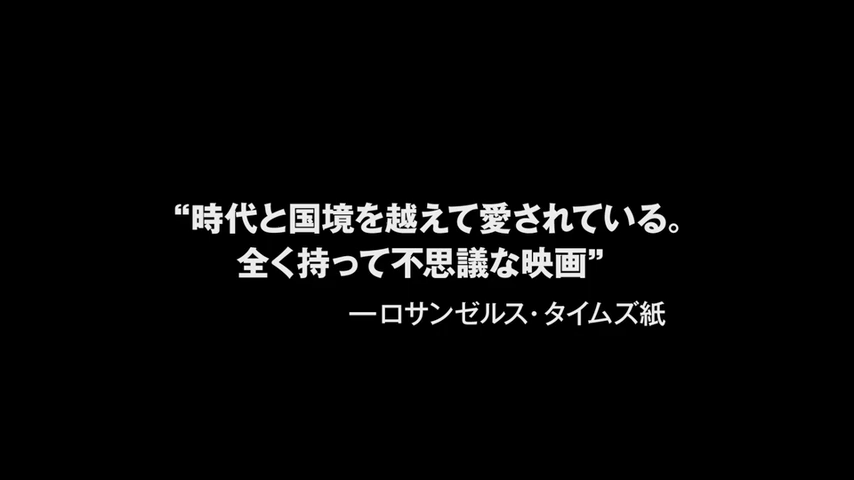 “時代と国境を越えて愛されている。
全く持って不思議な映画”
—ロサンゼルス・タイムズ紙